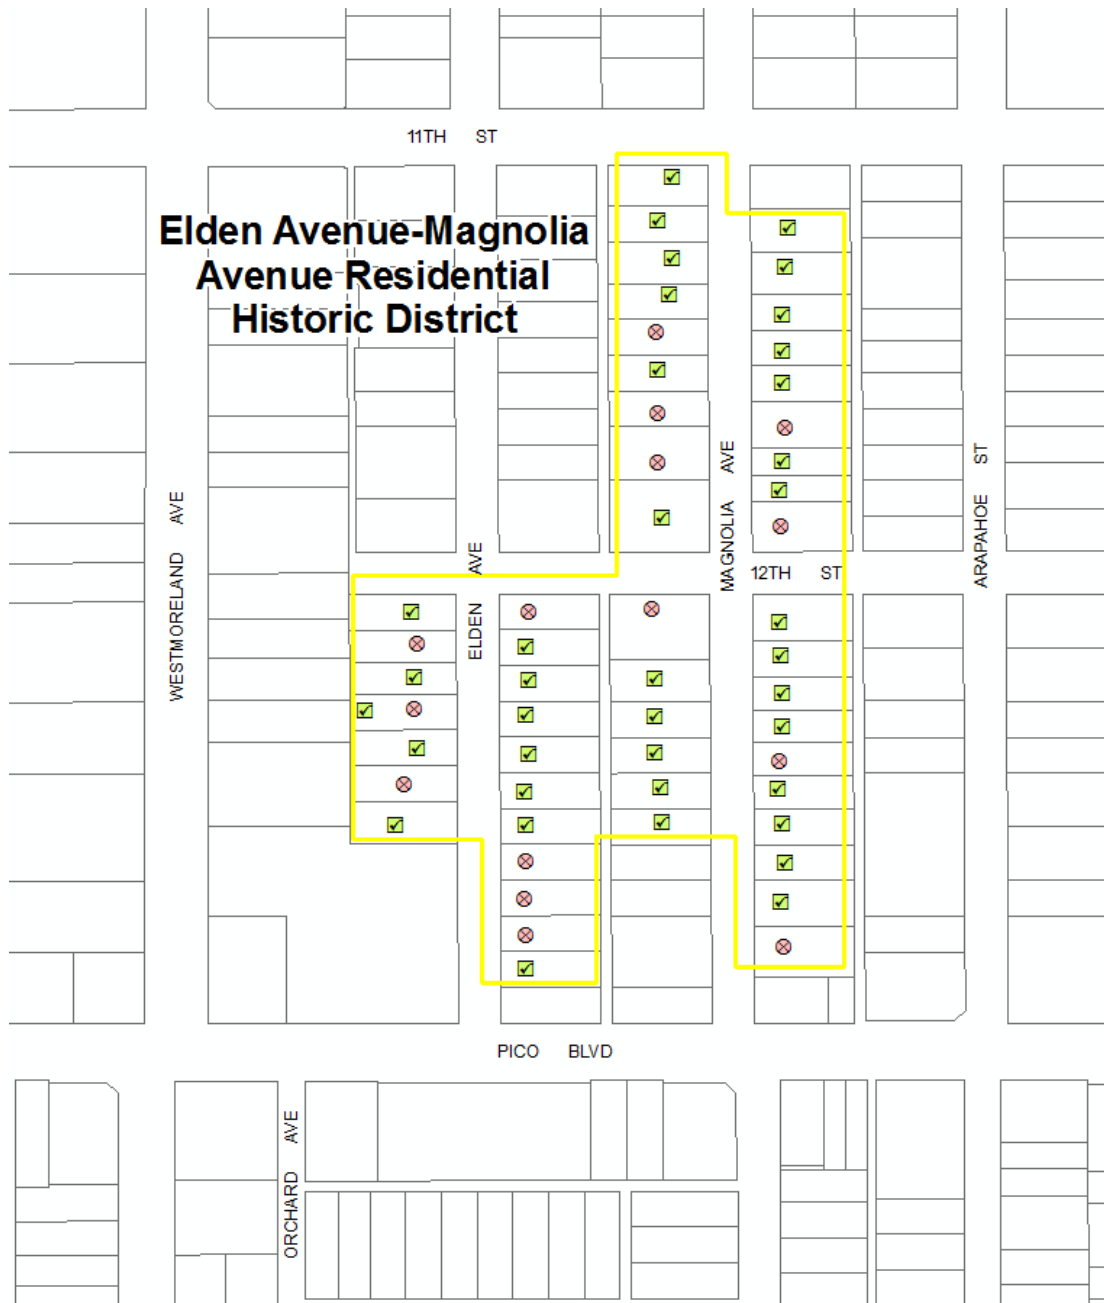 11TH ST
Elden Avenue-Magnolia
Avenue Residential
Historic District
WESTMORELAND AVE
ELDEN AVE
MAGNOLIA AVE
12TH ST
ARAPAHOE ST
PICO BLVD
ORCHARD AVE